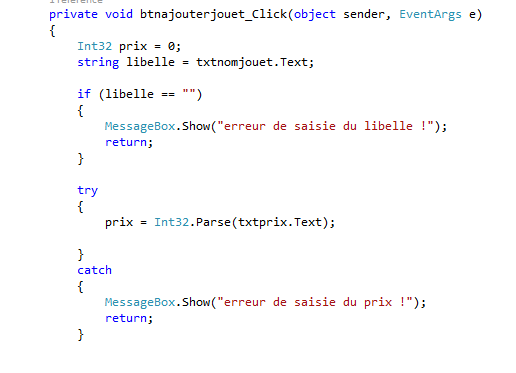 1 reference
private void btnajouterjouet_Click(object sender, EventArgs e)
{
Int32 prix = 0;
string libelle = txtnomjouet.Text;
if (libelle == "")
{
MessageBox.Show("erreur de saisie du libelle !");
return;
}
try
{
prix = Int32.Parse(txtprix.Text);
}
catch
{
MessageBox.Show("erreur de saisie du prix !");
return;
}